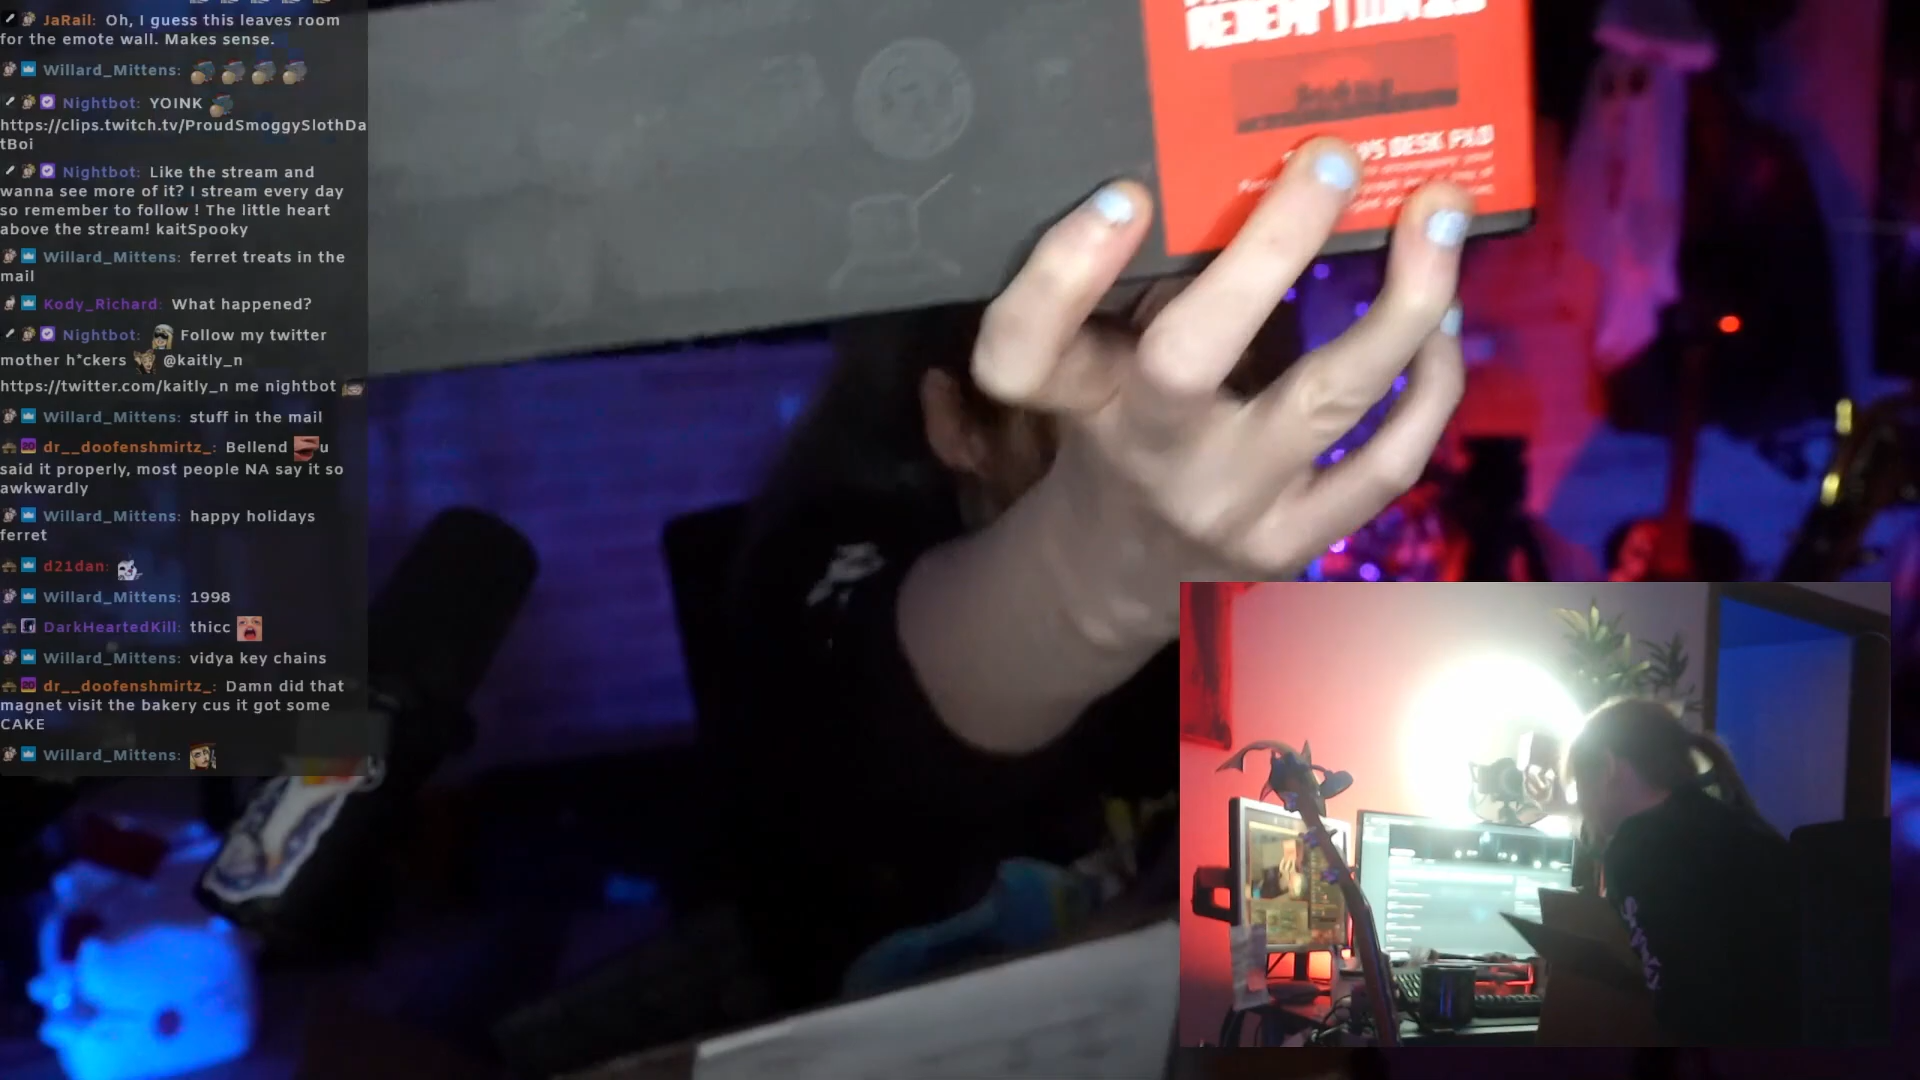 JaRail: Oh, I guess this leaves room
for the emote wall. Makes sense.
Willard_Mittens:
Nightbot: YOINK
https://clips.twitch.tv/ProudSmoggySlothDa
tBoi
Nightbot: Like the stream and
wanna see more of it? I stream every day
so remember to follow ! The little heart
above the stream! kaitSpooky
Willard_Mittens: ferret treats in the
mail
Kody_Richard: What happened?
Nightbot: Follow my twitter
mother h*ckers @kaitly_n
https://twitter.com/kaitly_n me nightbot
Willard_Mittens: stuff in the mail
dr__doofenshmirtz_: Bellend u
said it properly, most people NA say it so
awkwardly
Willard_Mittens: happy holidays
ferret
d21dan:
Willard_Mittens: 1998
DarkHeartedKill: thicc
Willard_Mittens: vidya key chains
dr__doofenshmirtz_: Damn did that
magnet visit the bakery cus it got some
CAKE
Willard_Mittens:
REDEMPTION
DESK PAD